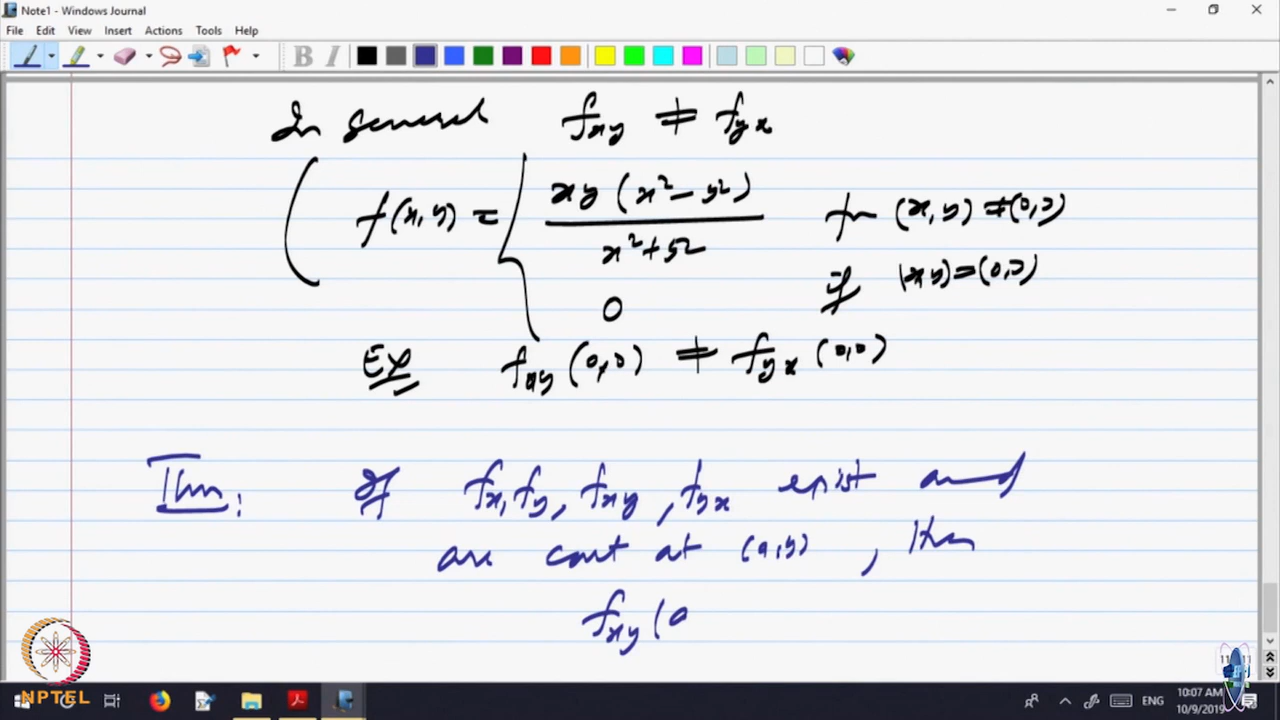 Note1 - Windows Journal
File Edit View Insert Actions Tools Help
B I
In general f_xy ≠ f_yx
f(x,y) = { xy (x² - y²) / x² + y² for (x,y) ≠ (0,0)
0 if (x,y) = (0,0)
Ex f_xy (0,0) ≠ f_yx (0,0)
Thm: If f_x, f_y, f_xy, f_yx exist and
are cont at (a,b), then
f_xy (a
NPTEL
ENG
10:07 AM
10/9/2019